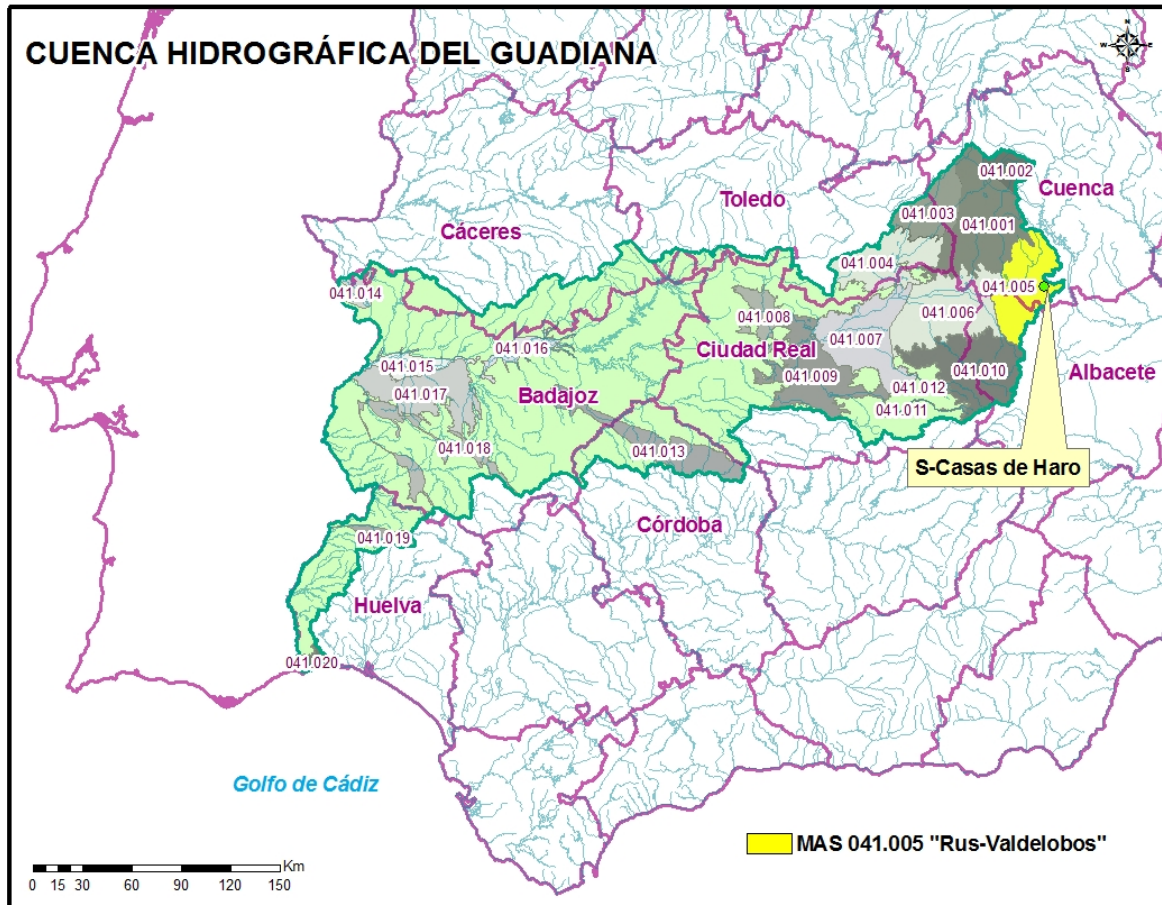 CUENCA HIDROGRÁFICA DEL GUADIANA
N
W
E
S
041.002
Cuenca
Toledo
041.003
041.001
Cáceres
041.004
041.014
041.005
041.006
041.008
041.007
041.016
Ciudad Real
041.015
041.009
041.010
Albacete
041.017
Badajoz
041.012
041.011
041.018
041.013
S-Casas de Haro
Córdoba
041.019
Huelva
041.020
Golfo de Cádiz
MAS 041.005 "Rus-Valdelobos"
Km
0 15 30 60 90 120 150